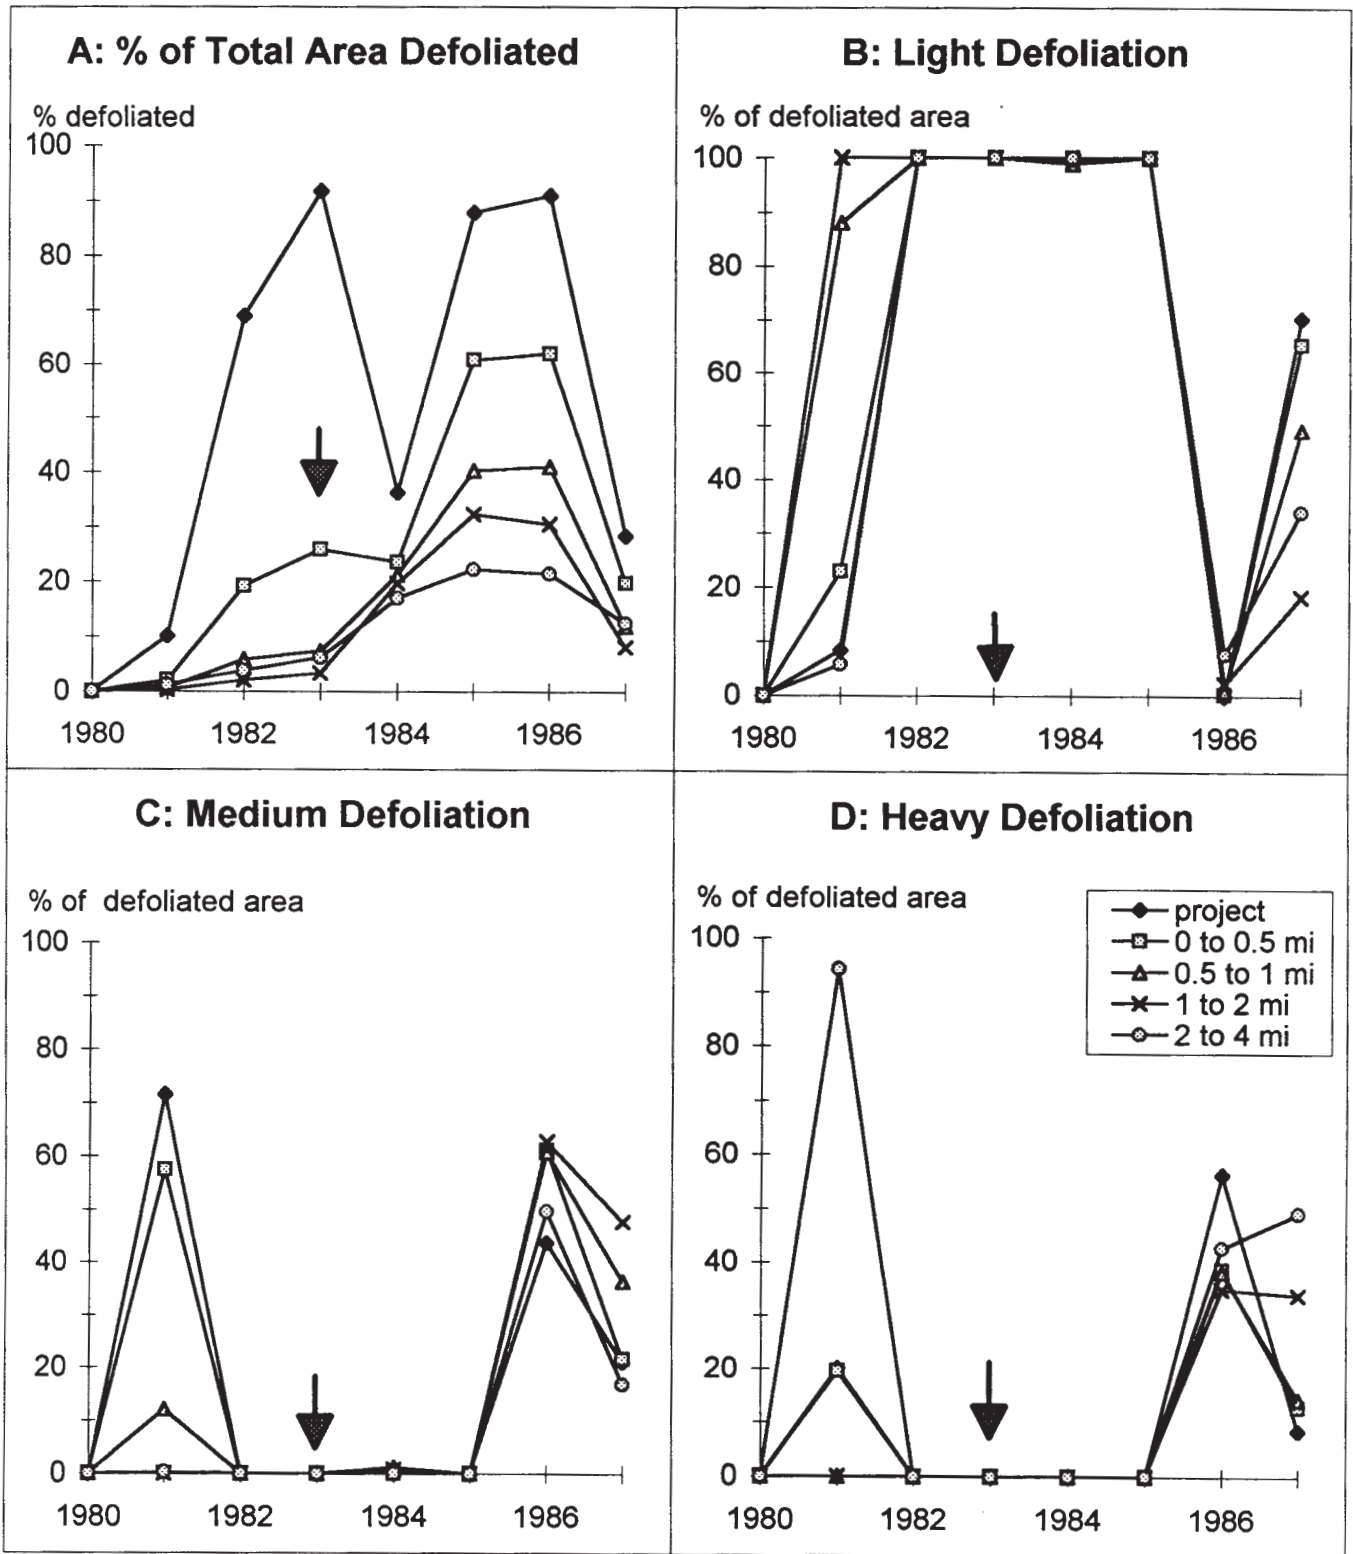 A: % of Total Area Defoliated
% defoliated
100
80
60
40
20
0
1980 1982 1984 1986
B: Light Defoliation
% of defoliated area
100
80
60
40
20
0
1980 1982 1984 1986
C: Medium Defoliation
% of defoliated area
100
80
60
40
20
0
1980 1982 1984 1986
D: Heavy Defoliation
% of defoliated area
100
80
60
40
20
0
1980 1982 1984 1986
project
0 to 0.5 mi
0.5 to 1 mi
1 to 2 mi
2 to 4 mi